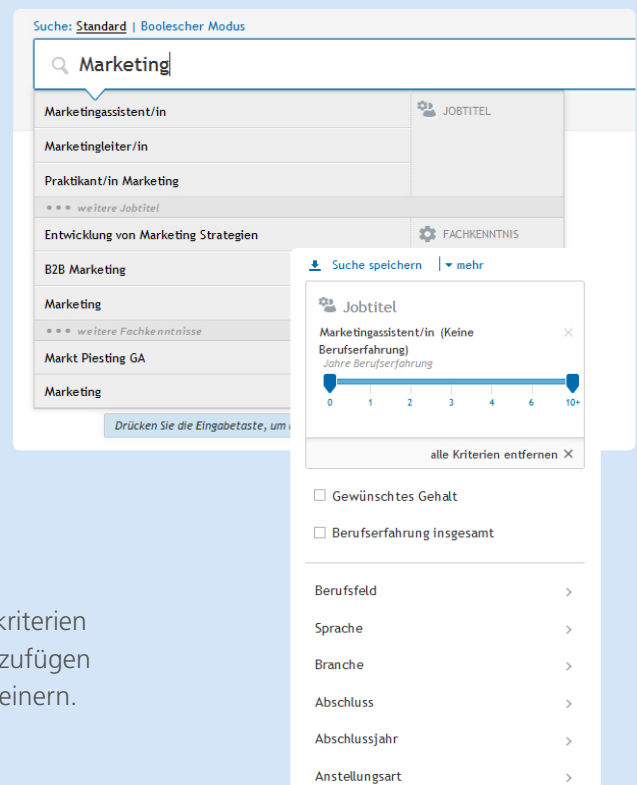 Suche: Standard | Boolescher Modus
Marketing
Marketingassistent/in
JOBTITEL
Marketingleiter/in
Praktikant/in Marketing
••• weitere Jobtitel
Entwicklung von Marketing Strategien
FACHKENNTNIS
B2B Marketing
Marketing
••• weitere Fachkenntnisse
Markt Piesting GA
Marketing
Drücken Sie die Eingabetaste, um
Suche speichern | mehr
Jobtitel
Marketingassistent/in (Keine
Berufserfahrung)
Jahre Berufserfahrung
0 1 2 3 4 6 10+
alle Kriterien entfernen X
Gewünschtes Gehalt
Berufserfahrung insgesamt
Berufsfeld
Sprache
Branche
Abschluss
Abschlussjahr
Anstellungsart
kriterien
zufügen
einern.